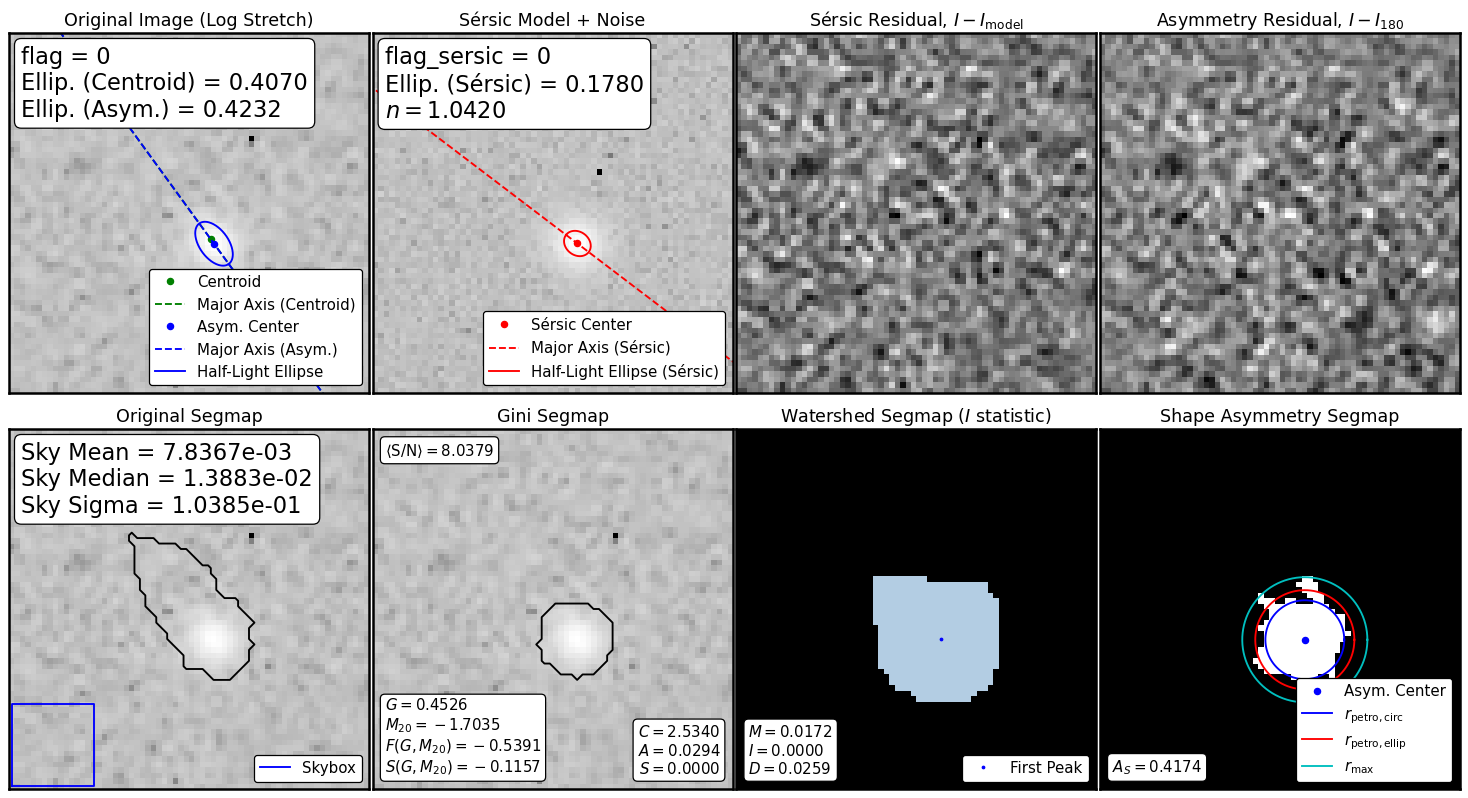 Original Image (Log Stretch)
flag = 0
Ellip. (Centroid) = 0.4070
Ellip. (Asym.) = 0.4232
Centroid
Major Axis (Centroid)
Asym. Center
Major Axis (Asym.)
Half-Light Ellipse
Sérsic Model + Noise
flag_sersic = 0
Ellip. (Sérsic) = 0.1780
n = 1.0420
Sérsic Center
Major Axis (Sérsic)
Half-Light Ellipse (Sérsic)
Sérsic Residual, I − I_model
Asymmetry Residual, I − I_180
Original Segmap
Sky Mean = 7.8367e-03
Sky Median = 1.3883e-02
Sky Sigma = 1.0385e-01
Skybox
Gini Segmap
⟨S/N⟩ = 8.0379
G = 0.4526
M_20 = −1.7035
F(G, M_20) = −0.5391
S(G, M_20) = −0.1157
C = 2.5340
A = 0.0294
S = 0.0000
Watershed Segmap (I statistic)
M = 0.0172
I = 0.0000
D = 0.0259
First Peak
Shape Asymmetry Segmap
A_S = 0.4174
Asym. Center
r_petro, circ
r_petro, ellip
r_max